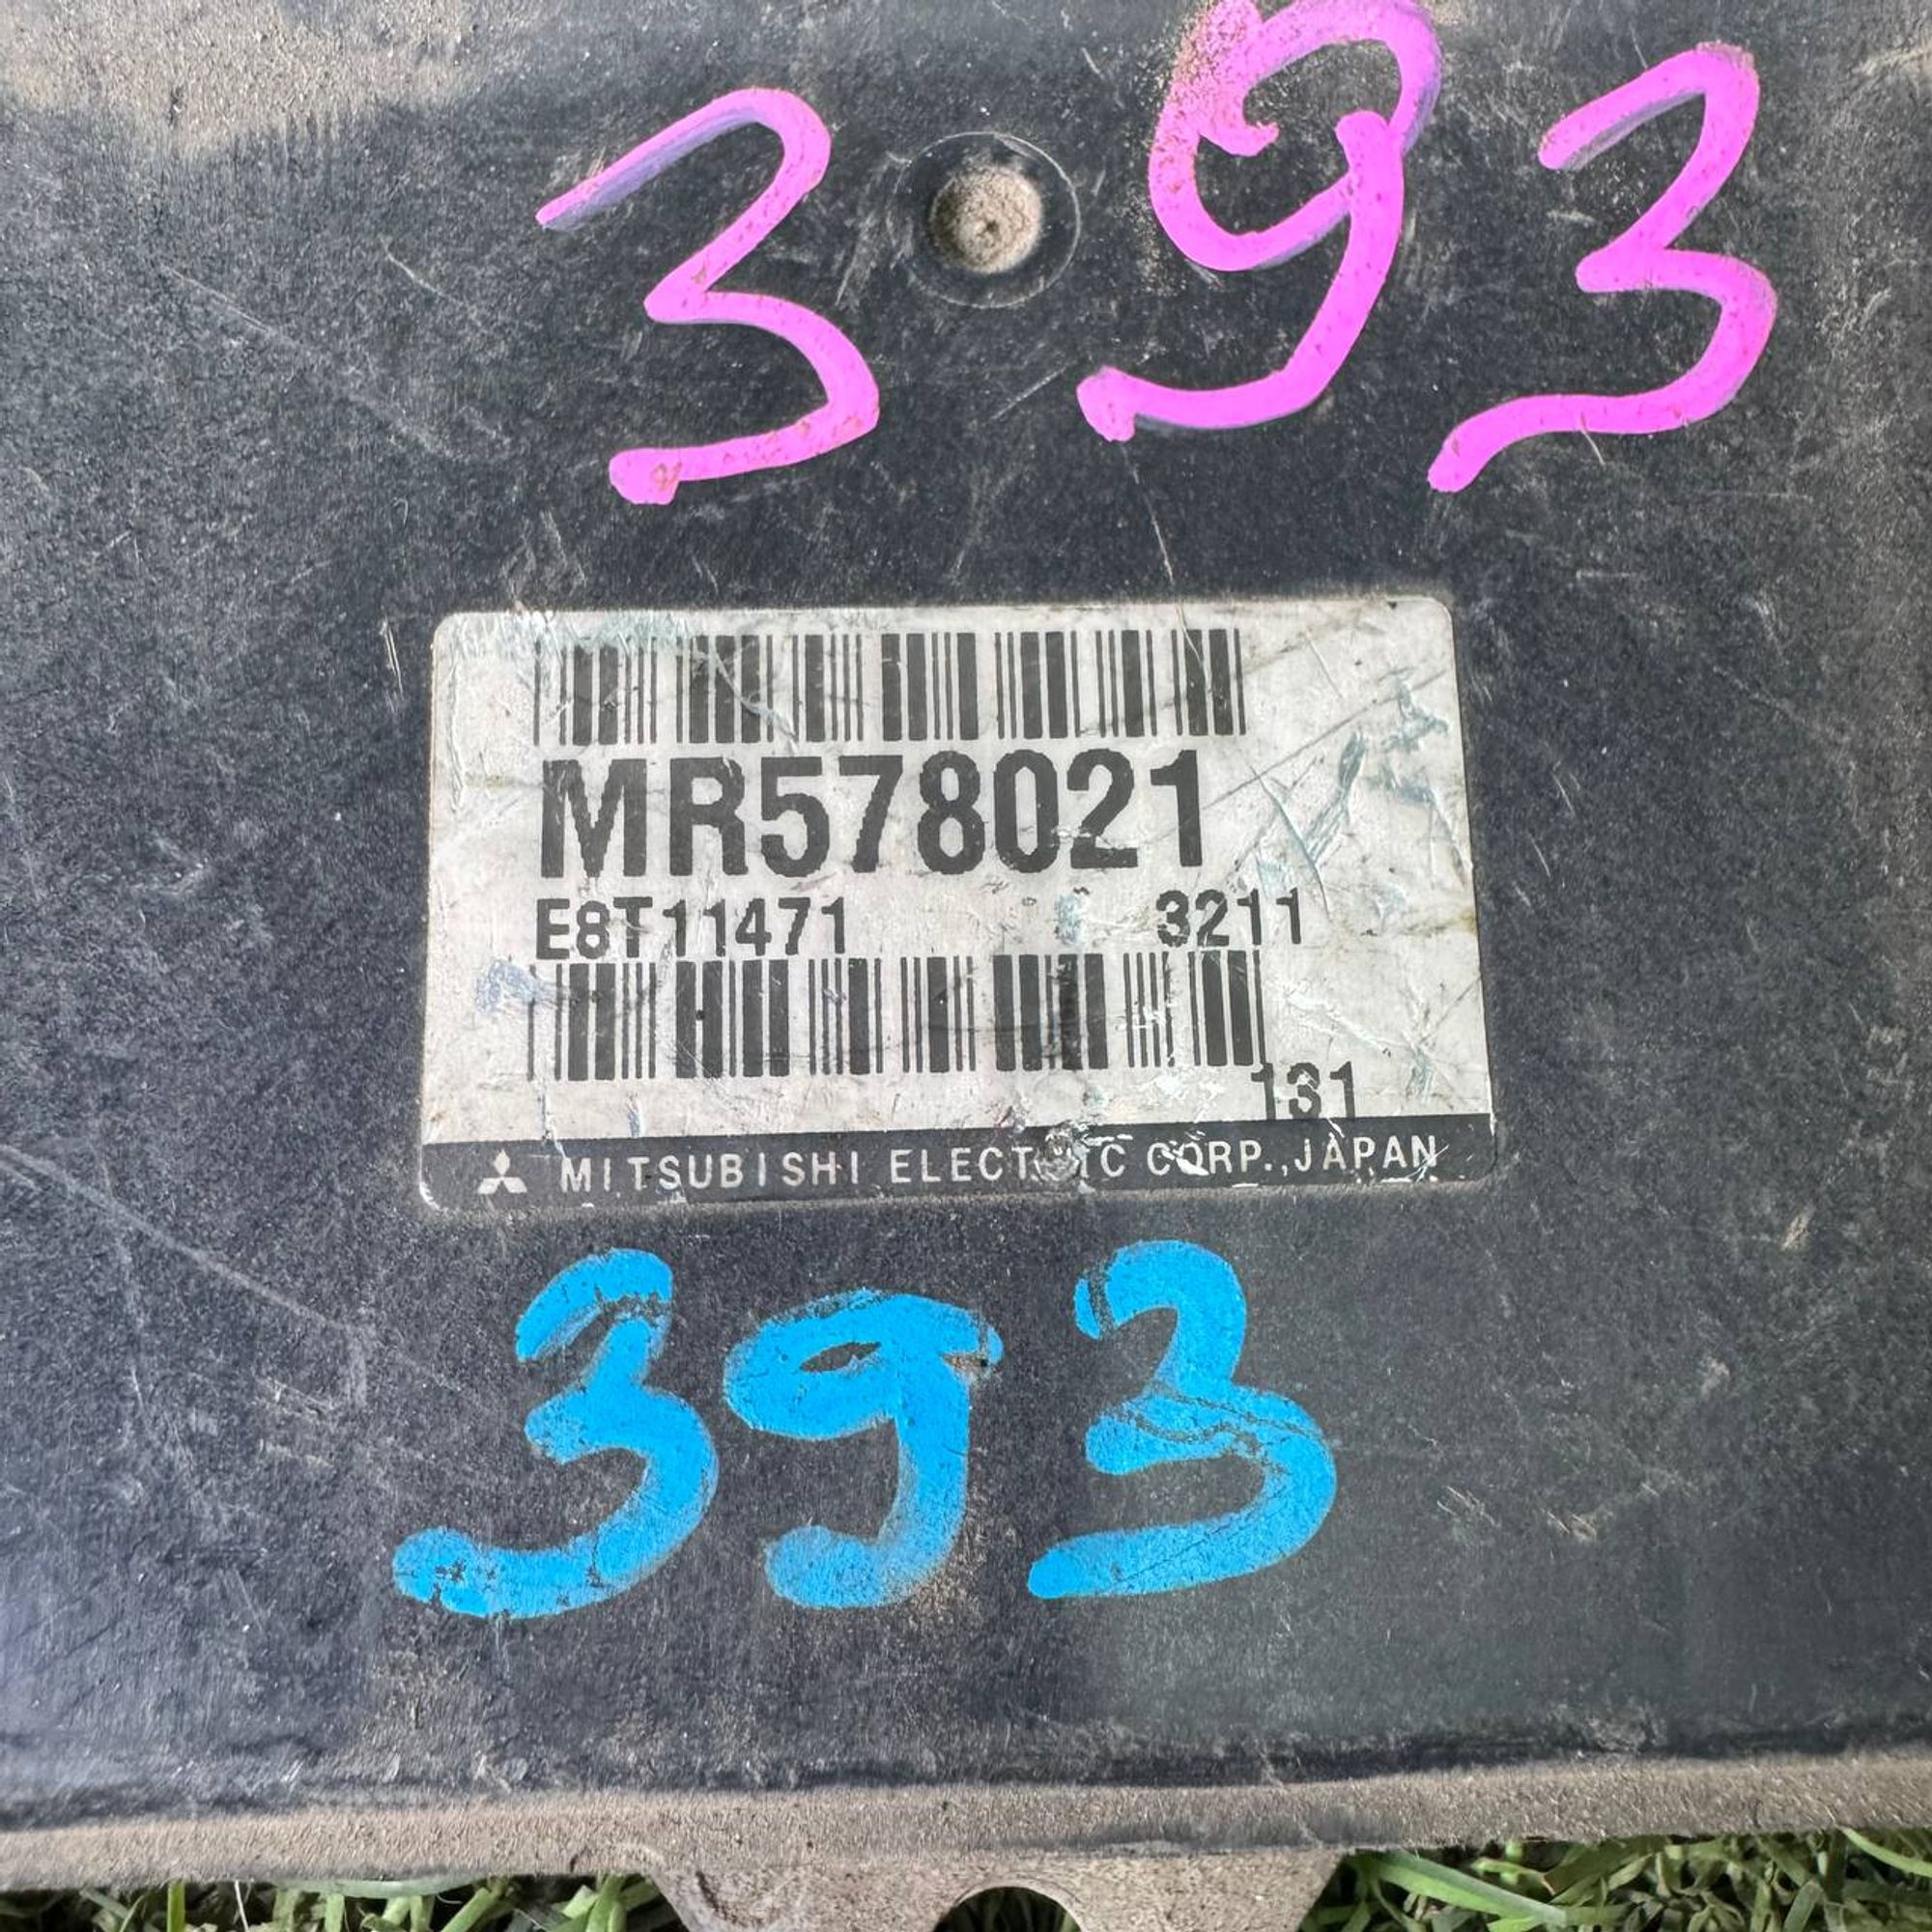 393
MR578021
E8T11471 3211
131
MITSUBISHI ELECTRIC CORP., JAPAN
393